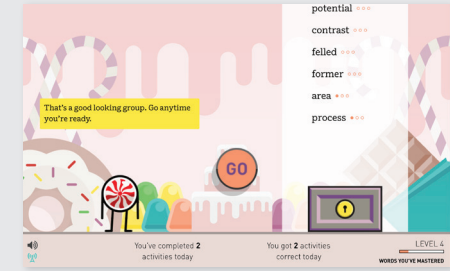 potential
contrast
felled
former
area
process
That's a good looking group. Go anytime
you're ready.
GO
You've completed 2
activities today
You got 2 activities
correct today
LEVEL 4
WORDS YOU'VE MASTERED